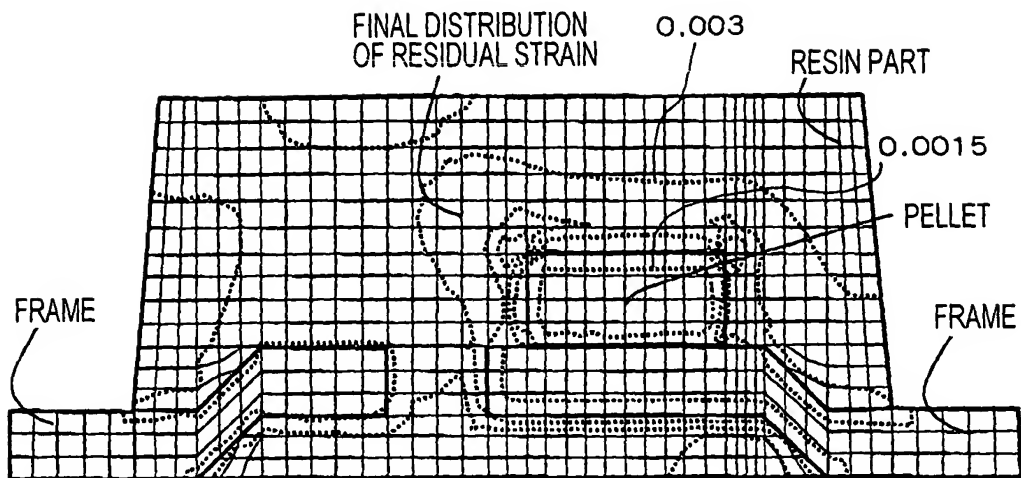 FINAL DISTRIBUTION
OF RESIDUAL STRAIN
0.003
RESIN PART
0.0015
PELLET
FRAME
FRAME